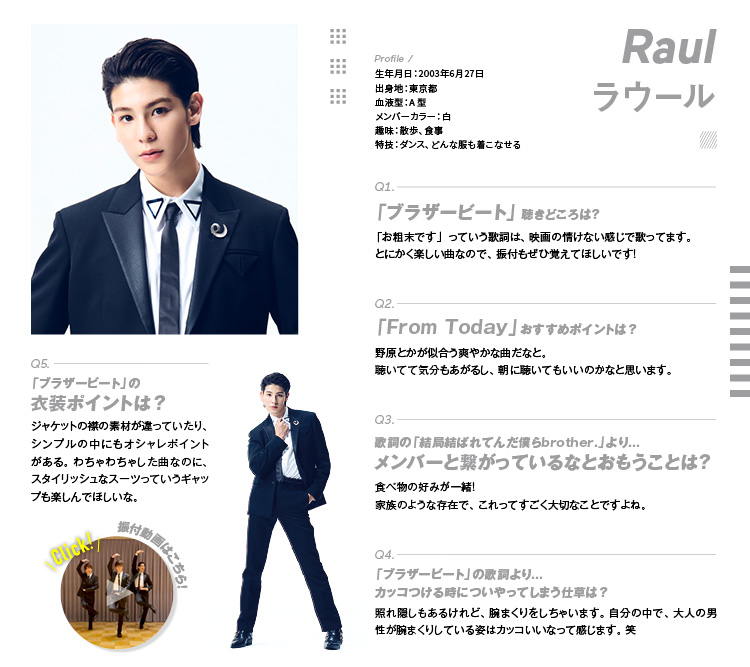 Raul
ラウール
Profile /
生年月日：2003年6月27日
出身地：東京都
血液型：A型
メンバーカラー：白
趣味：散歩、食事
特技：ダンス、どんな服も着こなせる
Q1.
「ブラザービート」聴きどころは？
「お粗末です」っていう歌詞は、映画の情けない感じで歌ってます。
とにかく楽しい曲なので、振付もぜひ覚えてほしいです！
Q2.
「From Today」おすすめポイントは？
野原とかが似合う爽やかな曲だなと。
聴いてて気分もあがるし、朝に聴いてもいいのかなと思います。
Q3.
歌詞の「結局結ばれてんだ僕らbrother.」より…
メンバーと繋がっているなとおもうことは？
食べ物の好みが一緒！
家族のような存在で、これってすごく大切なことですよね。
Q4.
「ブラザービート」の歌詞より…
カッコつける時についやってしまう仕草は？
照れ隠しもあるけれど、腕まくりをしちゃいます。自分の中で、大人の男
性が腕まくりしている姿はカッコいいなって感じます。笑
Q5.
「ブラザービート」の
衣装ポイントは？
ジャケットの襟の素材が違っていたり、
シンプルの中にもオシャレポイント
がある。わちゃわちゃした曲なのに、
スタイリッシュなスーツっていうギャッ
プも楽しんでほしいな。
Click!
振付動画はこちら！